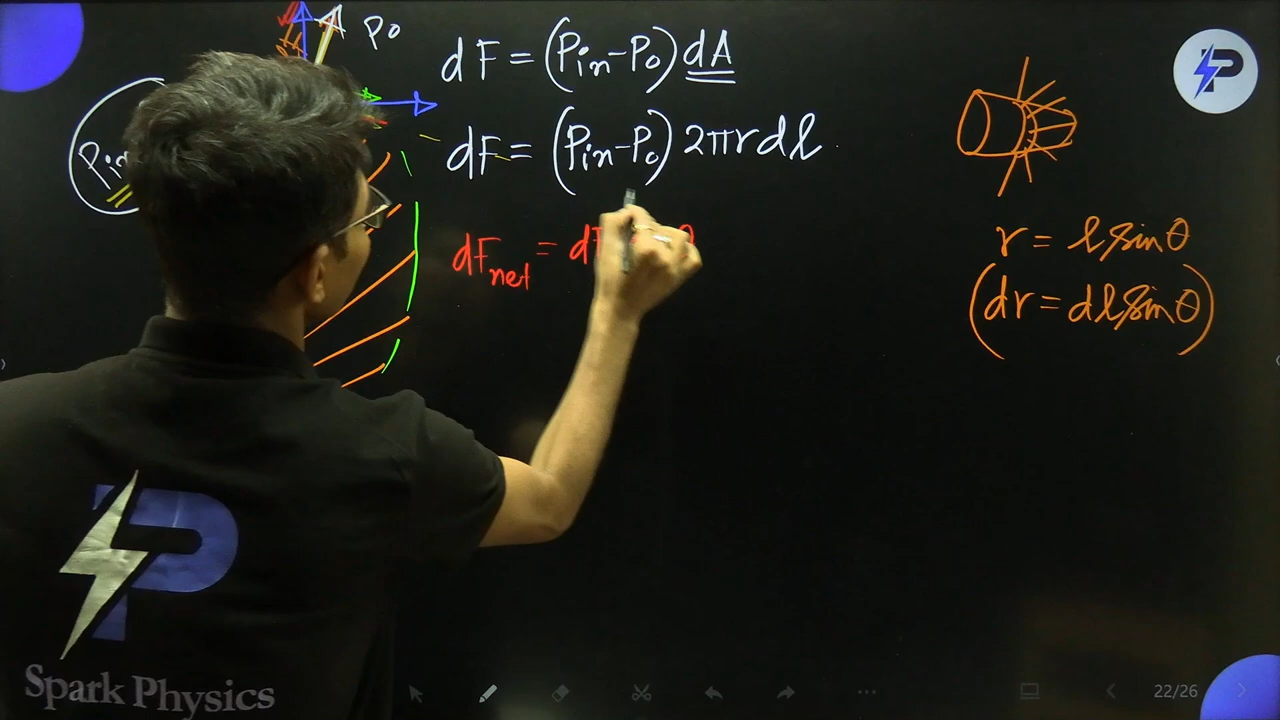 P₀
dF = (Pin - P₀) dA
Pin
dF = (Pin - P₀) 2πr dl
dFnet =
r = l sinθ
(dr = dl sinθ)
Spark Physics
22/26